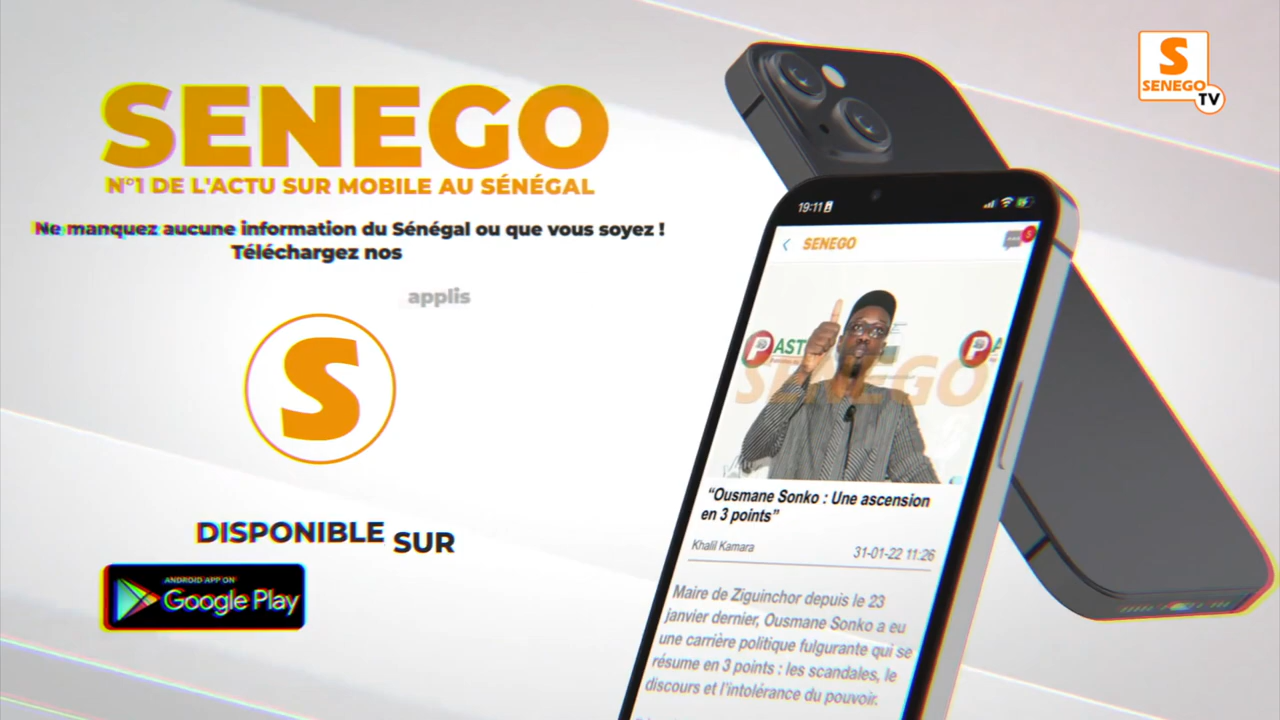 SENEGO
N°1 DE L'ACTU SUR MOBILE AU SÉNÉGAL
Ne manquez aucune information du Sénégal ou que vous soyez !
Téléchargez nos
applis
S
DISPONIBLE SUR
ANDROID APP ON
Google Play
S
SENEGO
TV
19:11
SENEGO
5
PAST
PA
SENEGO
“Ousmane Sonko : Une ascension
en 3 points”
Khalil Kamara 31-01-22 11:26
Maire de Ziguinchor depuis le 23
janvier dernier, Ousmane Sonko a eu
une carrière politique fulgurante qui se
résume en 3 points : les scandales, le
discours et l'intolérance du pouvoir.